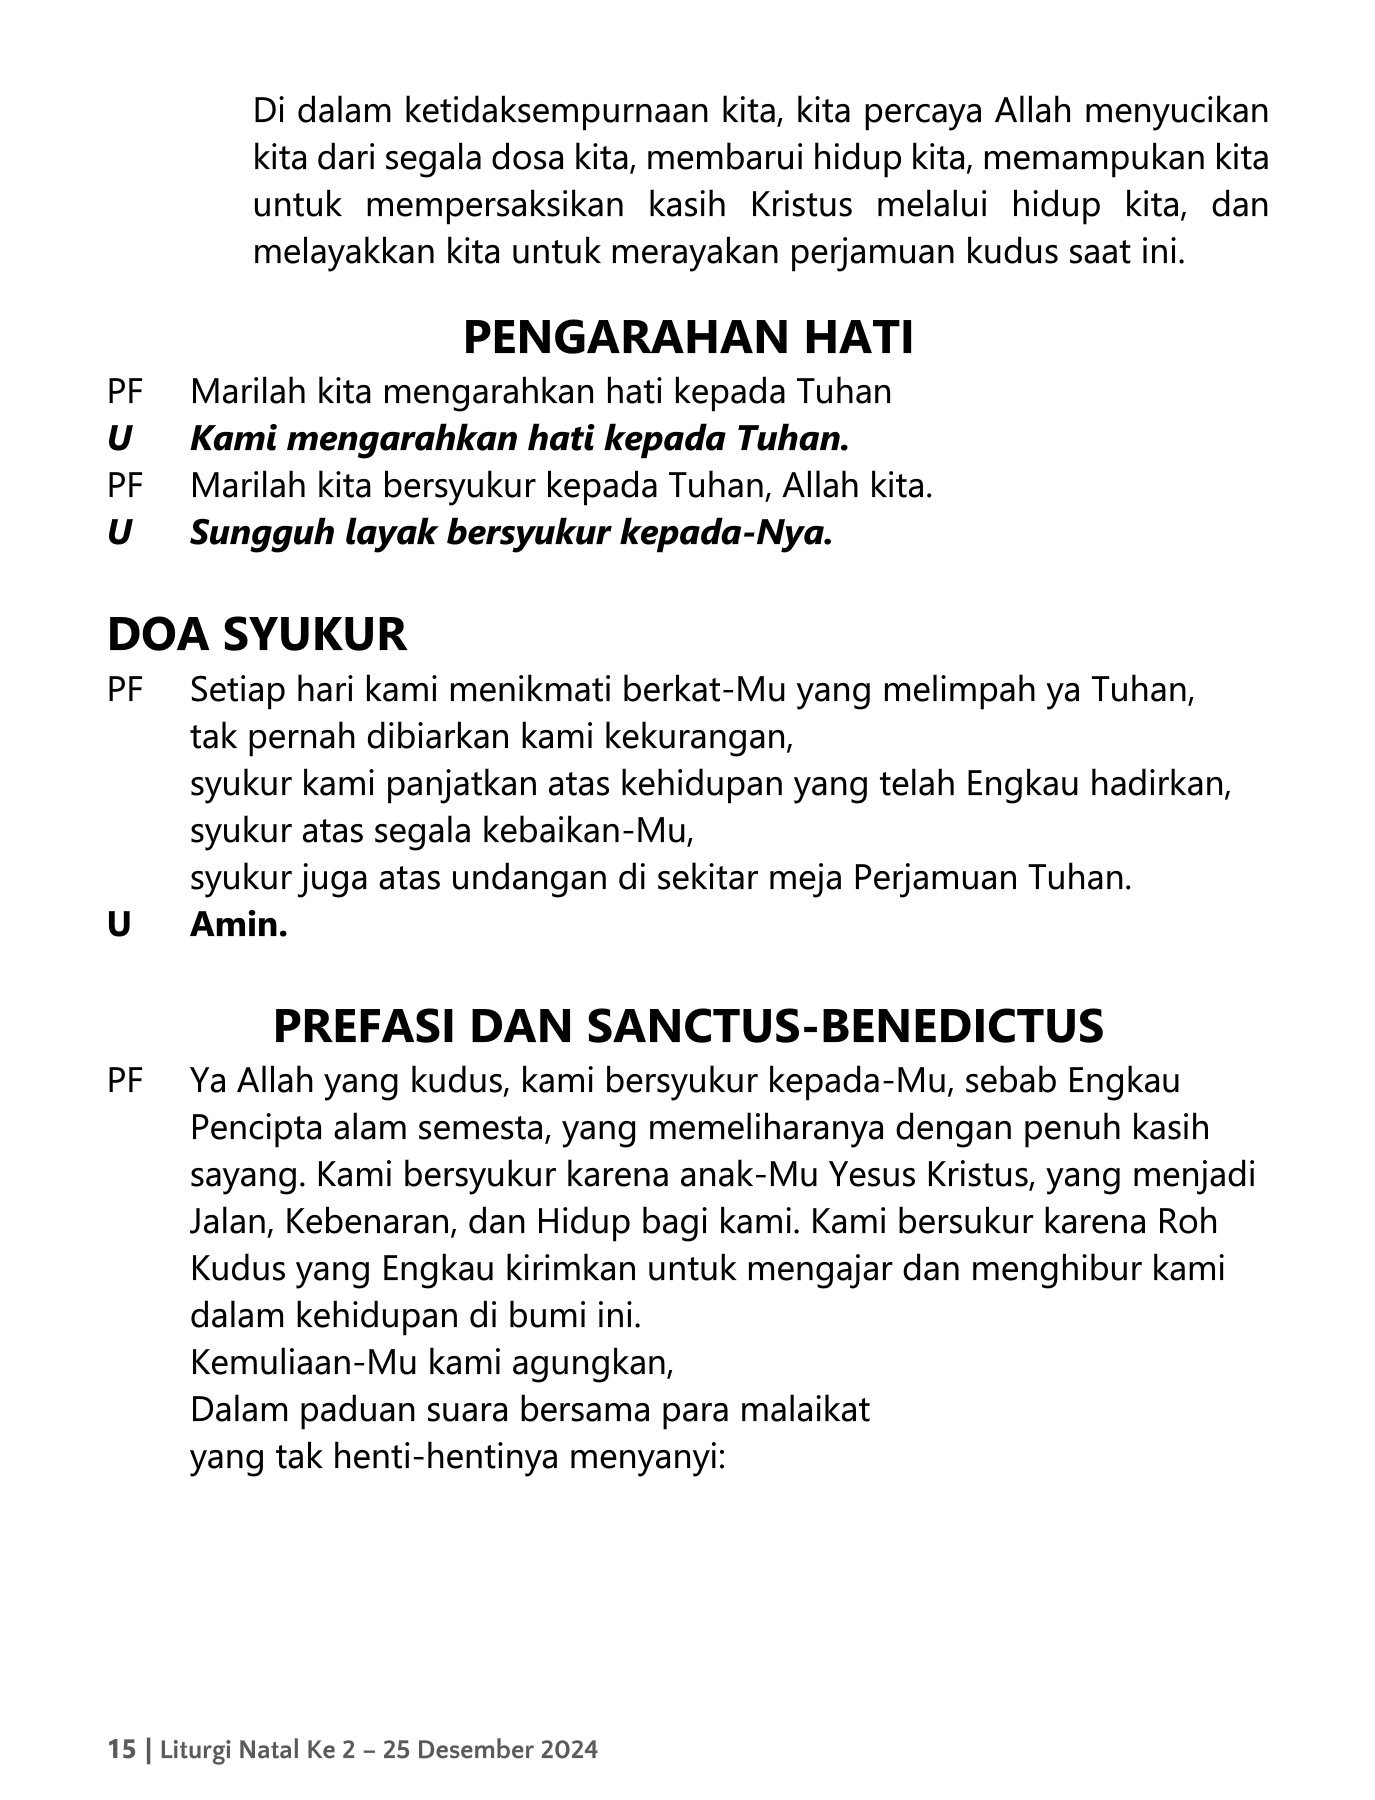 Di dalam ketidaksempurnaan kita, kita percaya Allah menyucikan
kita dari segala dosa kita, membarui hidup kita, memampukan kita
untuk mempersaksikan kasih Kristus melalui hidup kita, dan
melayakkan kita untuk merayakan perjamuan kudus saat ini.
PENGARAHAN HATI
PF Marilah kita mengarahkan hati kepada Tuhan
U Kami mengarahkan hati kepada Tuhan.
PF Marilah kita bersyukur kepada Tuhan, Allah kita.
U Sungguh layak bersyukur kepada-Nya.
DOA SYUKUR
PF Setiap hari kami menikmati berkat-Mu yang melimpah ya Tuhan,
tak pernah dibiarkan kami kekurangan,
syukur kami panjatkan atas kehidupan yang telah Engkau hadirkan,
syukur atas segala kebaikan-Mu,
syukur juga atas undangan di sekitar meja Perjamuan Tuhan.
U Amin.
PREFASI DAN SANCTUS-BENEDICTUS
PF Ya Allah yang kudus, kami bersyukur kepada-Mu, sebab Engkau
Pencipta alam semesta, yang memeliharanya dengan penuh kasih
sayang. Kami bersyukur karena anak-Mu Yesus Kristus, yang menjadi
Jalan, Kebenaran, dan Hidup bagi kami. Kami bersukur karena Roh
Kudus yang Engkau kirimkan untuk mengajar dan menghibur kami
dalam kehidupan di bumi ini.
Kemuliaan-Mu kami agungkan,
Dalam paduan suara bersama para malaikat
yang tak henti-hentinya menyanyi:
15 | Liturgi Natal Ke 2 – 25 Desember 2024